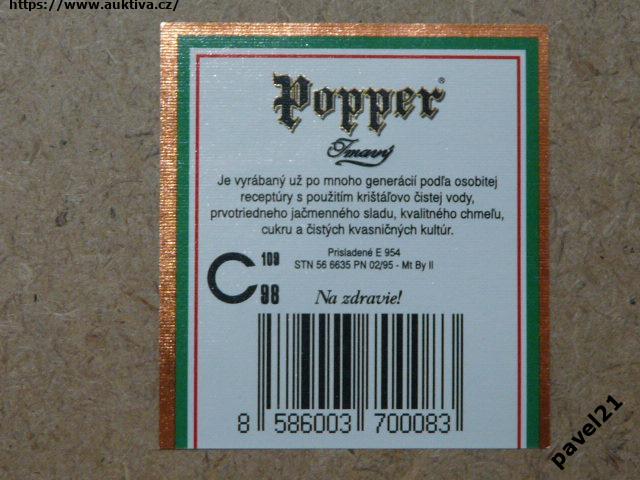 https://www.auktiva.cz/
Popper®
Tmavý
Je vyrábaný už po mnoho generácií podľa osobitej
receptúry s použitím krištáľovo čistej vody,
prvotriedneho jačmenného sladu, kvalitného chmeľu,
cukru a čistých kvasničných kultúr.
Prisladené E 954
STN 56 6635 PN 02/95 - Mt By II
C 109
98
Na zdravie!
8 586003 700083
pavel21